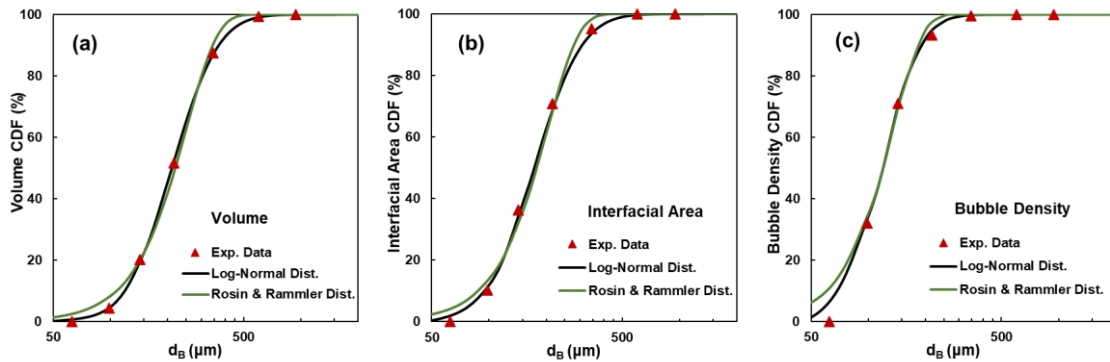 (a)
Volume CDF (%)
100
80
60
40
20
0
Volume
Exp. Data
Log-Normal Dist.
Rosin & Rammler Dist.
50
500
d_B (µm)
(b)
Interfacial Area CDF (%)
100
80
60
40
20
0
Interfacial Area
Exp. Data
Log-Normal Dist.
Rosin & Rammler Dist.
50
500
d_B (µm)
(c)
Bubble Density CDF (%)
100
80
60
40
20
0
Bubble Density
Exp. Data
Log-Normal Dist.
Rosin & Rammler Dist.
50
500
d_B (µm)